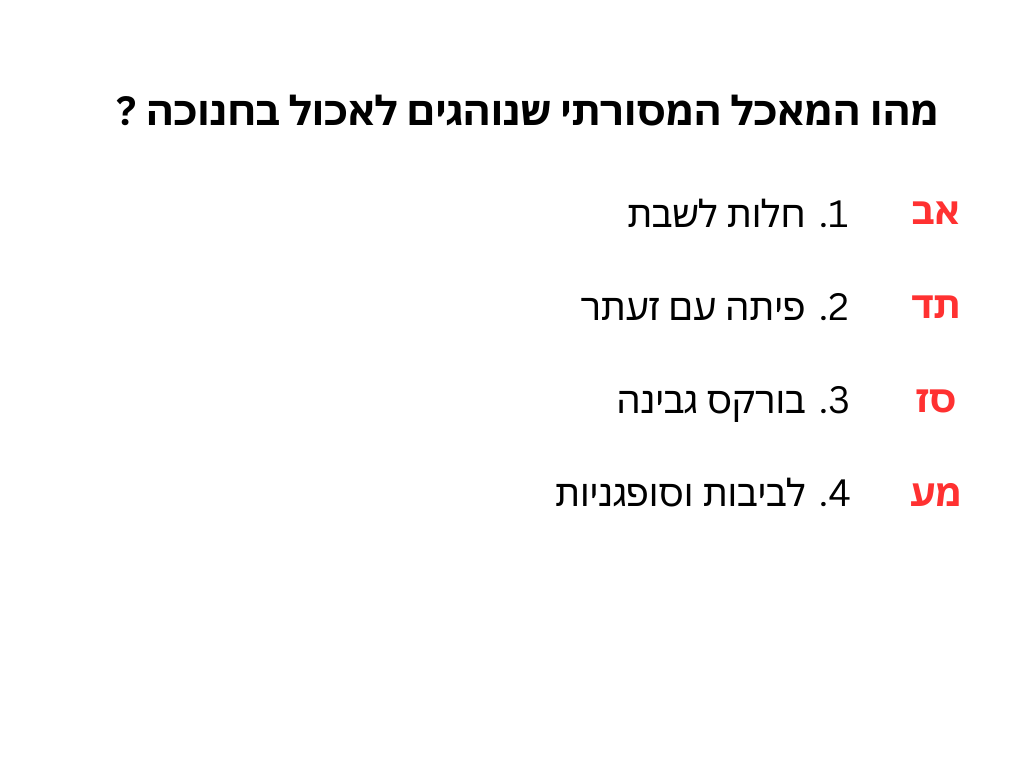 מהו המאכל המסורתי שנוהגים לאכול בחנוכה ?
אב 1. חלות לשבת
תד 2. פיתה עם זעתר
סז 3. בורקס גבינה
מע 4. לביבות וסופגניות